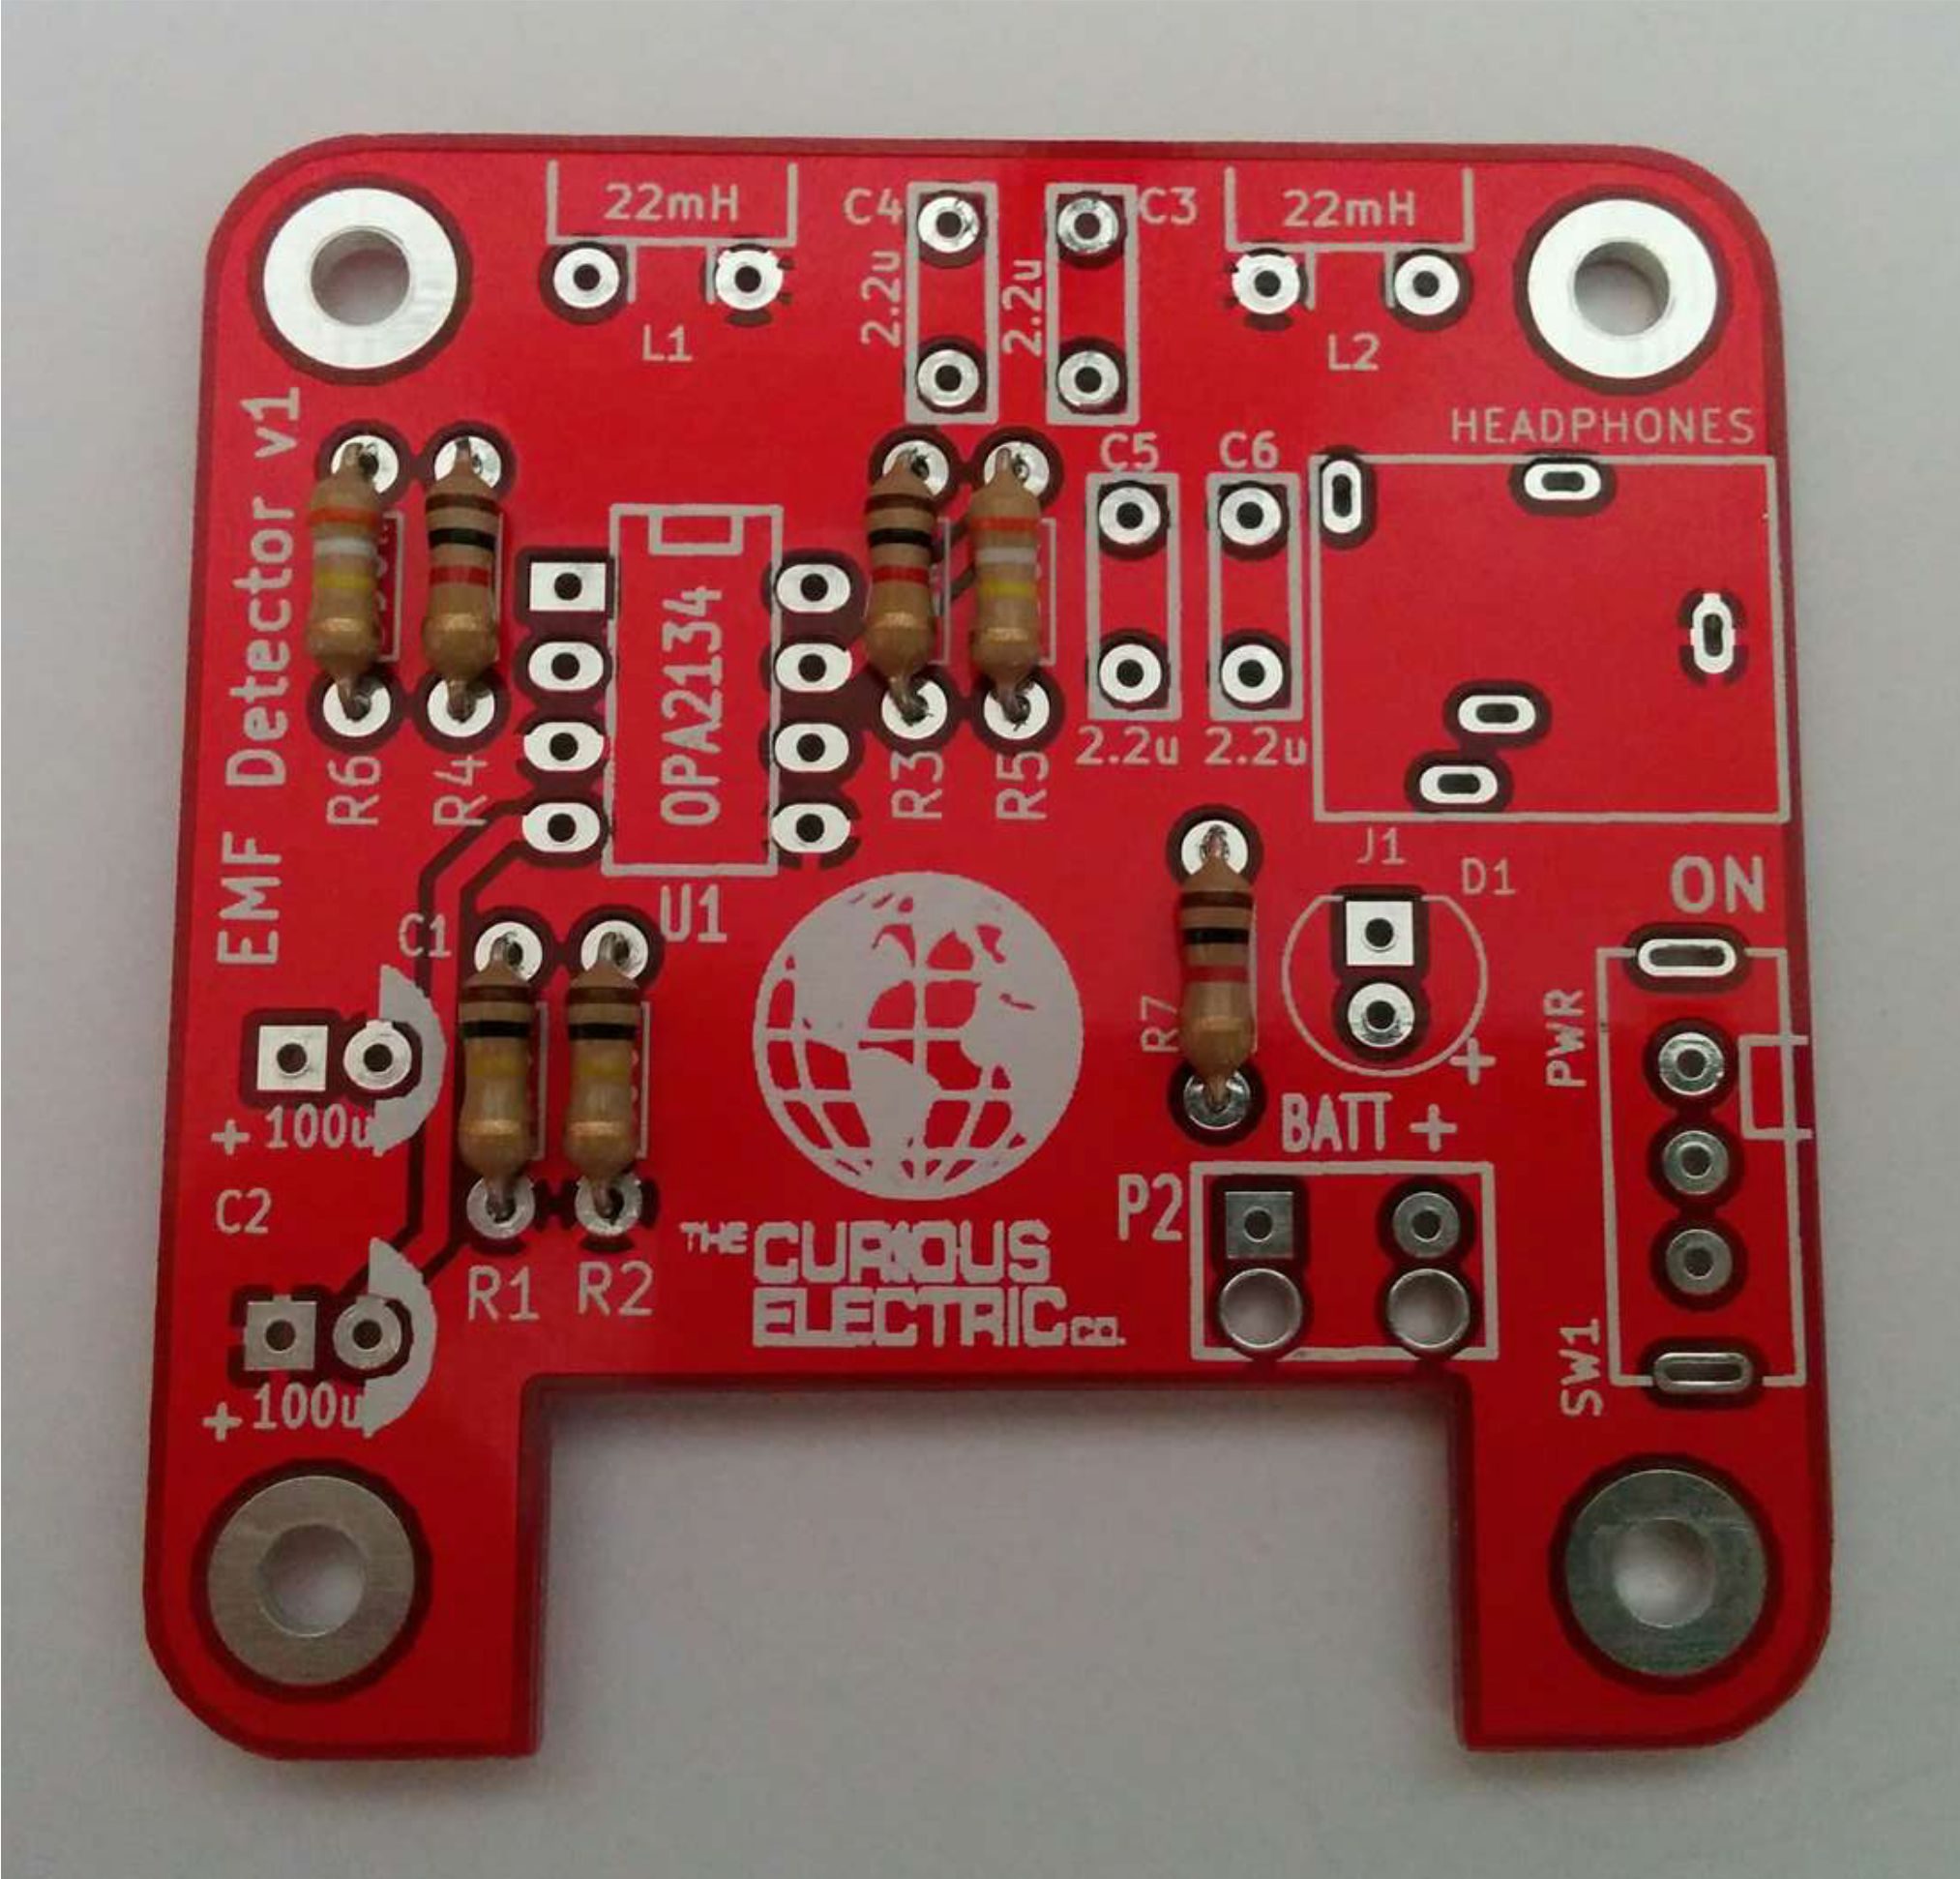 22mH
C4
C3
22mH
2.2u
2.2u
L1
L2
EMF Detector v1
HEADPHONES
C5
C6
OPA2134
2.2u
2.2u
R6
R4
R3
R5
J1
D1
ON
U1
C1
R7
PWR
+
+ 100u
BATT +
C2
P2
THE CURIOUS
ELECTRIC CO.
R1
R2
SW1
+ 100u